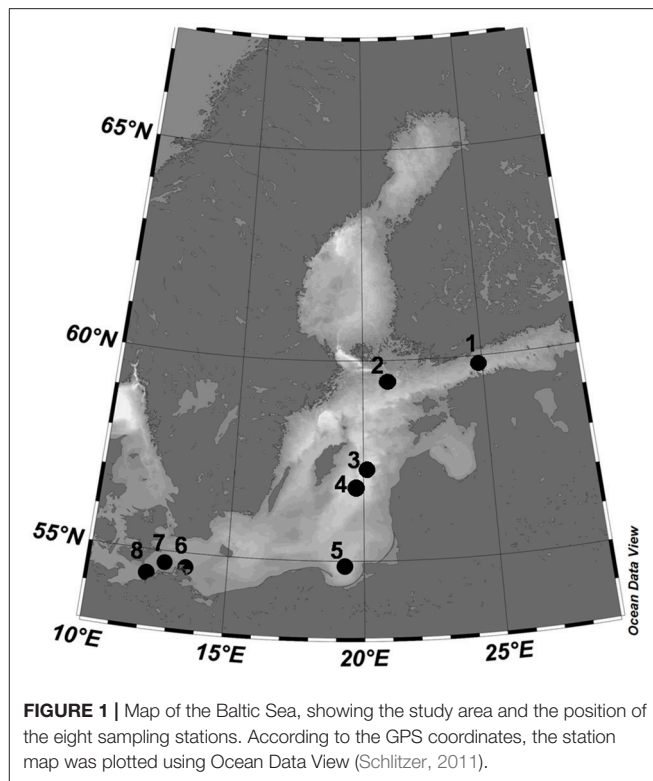 65°N
60°N
1
2
3
4
55°N
8 7 6
5
10°E
15°E
20°E
25°E
Ocean Data View
FIGURE 1 | Map of the Baltic Sea, showing the study area and the position of
the eight sampling stations. According to the GPS coordinates, the station
map was plotted using Ocean Data View (Schlitzer, 2011).